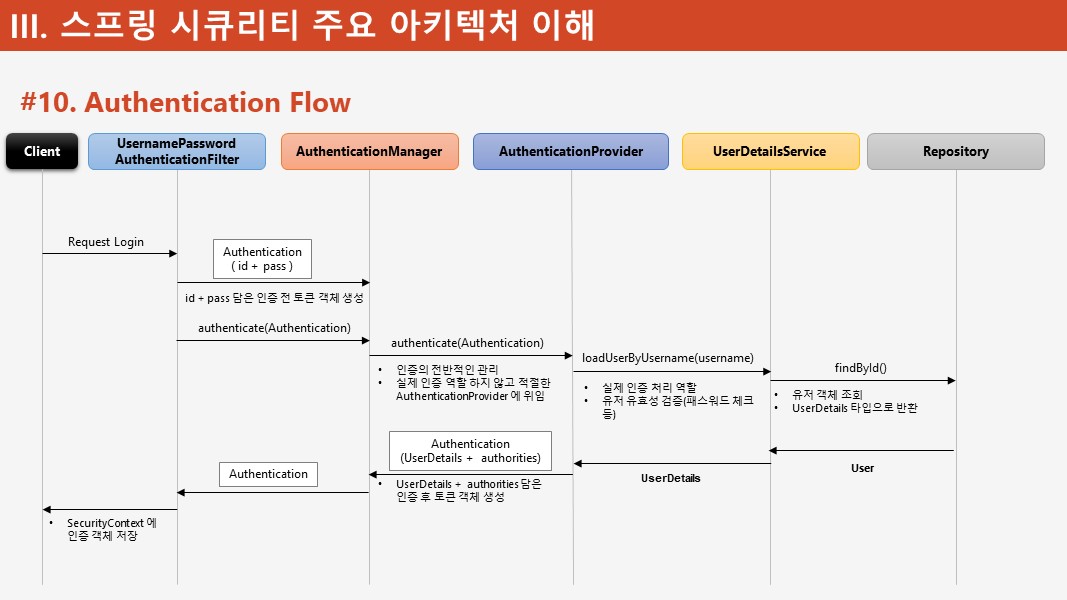 III. 스프링 시큐리티 주요 아키텍처 이해
#10. Authentication Flow
Client
UsernamePassword
AuthenticationFilter
AuthenticationManager
AuthenticationProvider
UserDetailsService
Repository
Request Login
Authentication
( id + pass )
id + pass 담은 인증 전 토큰 객체 생성
authenticate(Authentication)
authenticate(Authentication)
• 인증의 전반적인 관리
• 실제 인증 역할 하지 않고 적절한
AuthenticationProvider 에 위임
loadUserByUsername(username)
• 실제 인증 처리 역할
• 유저 유효성 검증(패스워드 체크
등)
findById()
• 유저 객체 조회
• UserDetails 타입으로 반환
User
UserDetails
Authentication
(UserDetails + authorities)
• UserDetails + authorities 담은
인증 후 토큰 객체 생성
Authentication
• SecurityContext 에
인증 객체 저장